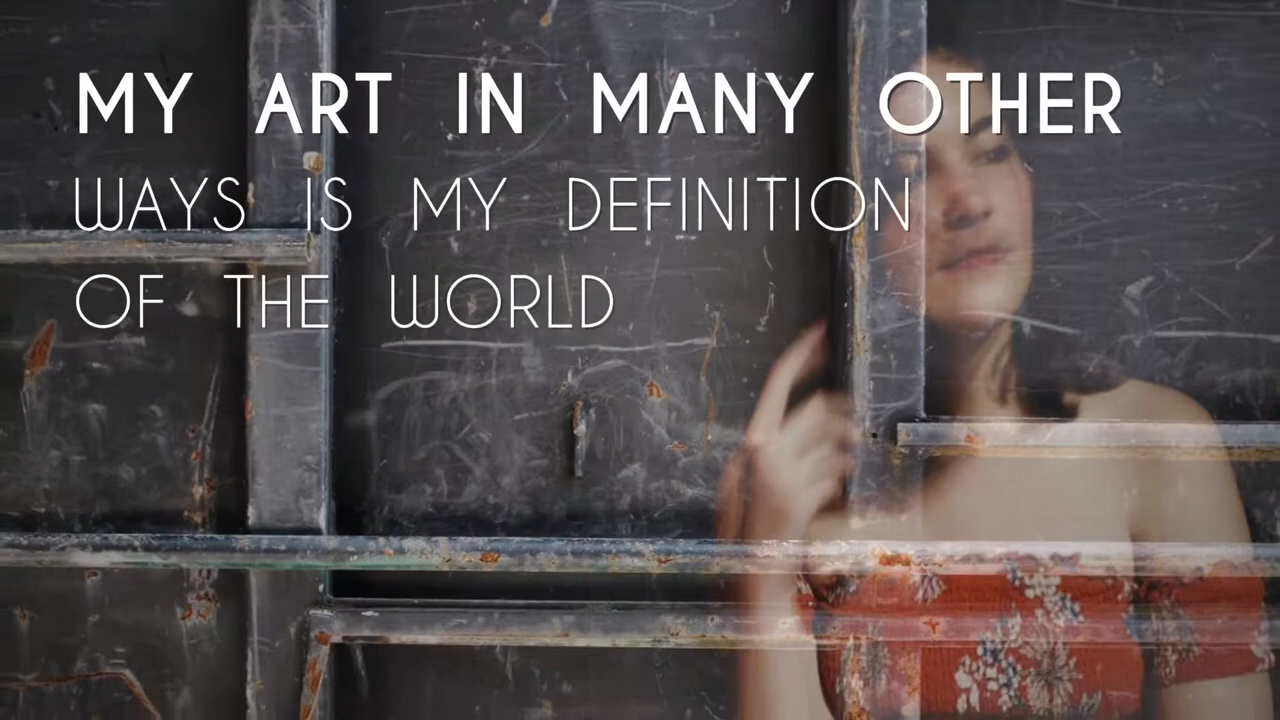 MY ART IN MANY OTHER
WAYS IS MY DEFINITION
OF THE WORLD